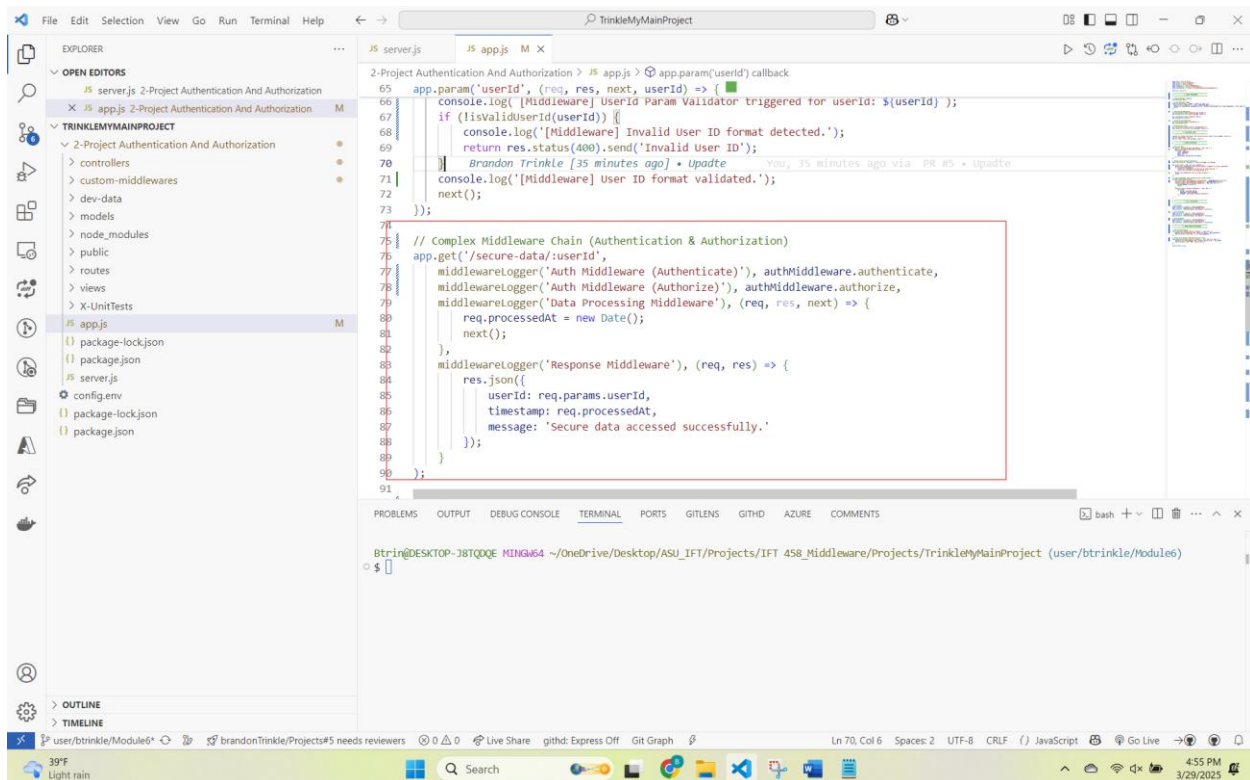 File Edit Selection View Go Run Terminal Help
TrinkleMyMainProject
EXPLORER
OPEN EDITORS
JS server.js 2-Project Authentication And Authorization
JS app.js 2-Project Authentication And Authorization M
TRINKLEMYMAINPROJECT
2-Project Authentication And Authorization
> controllers
> custom-middlewares
> dev-data
> models
> node_modules
> public
> routes
> views
> X-UnitTests
JS app.js M
{} package-lock.json
{} package.json
JS server.js
config.env
{} package-lock.json
{} package.json
> OUTLINE
> TIMELINE
JS server.js JS app.js M
2-Project Authentication And Authorization > JS app.js > app.param('userId') callback
65 app.param('userId', (req, res, next, userId) => {
66 console.log(`[Middleware] UserId Param Validator triggered for userId: ${userId}`);
67 if (!isValidUserId(userId)) {
68 console.log('[Middleware] Invalid User ID format detected.');
69 return res.status(400).send('Invalid User ID');
70 } Brandon Trinkle [35 minutes ago] • Upadte You, 35 minutes ago via PR #5 • Upadte
71 console.log('[Middleware] User ID format validated.');
72 next();
73 });
74
75 // Complex Middleware Chain (Authentication & Authorization)
76 app.get('/secure-data/:userId',
77 middlewareLogger('Auth Middleware (Authenticate)'), authMiddleware.authenticate,
78 middlewareLogger('Auth Middleware (Authorize)'), authMiddleware.authorize,
79 middlewareLogger('Data Processing Middleware'), (req, res, next) => {
80 req.processedAt = new Date();
81 next();
82 },
83 middlewareLogger('Response Middleware'), (req, res) => {
84 res.json({
85 userId: req.params.userId,
86 timestamp: req.processedAt,
87 message: 'Secure data accessed successfully.'
88 });
89 }
90 );
91
PROBLEMS OUTPUT DEBUG CONSOLE TERMINAL PORTS GITLENS GITHD AZURE COMMENTS
bash
Btrin@DESKTOP-J8TQDQE MINGW64 ~/OneDrive/Desktop/ASU_IFT/Projects/IFT 458_Middleware/Projects/TrinkleMyMainProject (user/btrinkle/Module6)
$
user/btrinkle/Module6* brandonTrinkle/Projects#5 needs reviewers 0 0 0 Live Share githd: Express Off Git Graph Ln 70, Col 6 Spaces: 2 UTF-8 CRLF {} JavaScript Go Live
39°F
Light rain
Search
4:55 PM
3/29/2025